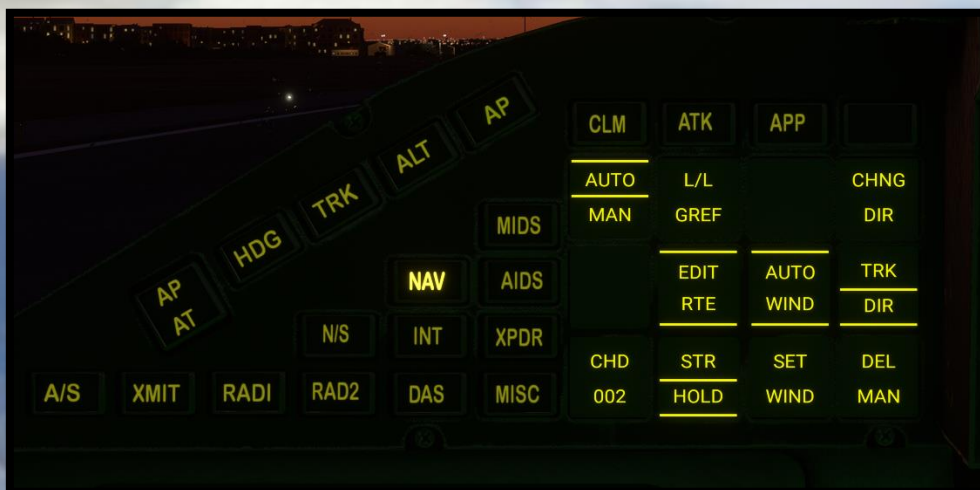 AP
CLM
ATK
APP
ALT
AUTO
MAN
L/L
GREF
CHNG
DIR
TRK
MIDS
HDG
NAV
AIDS
EDIT
RTE
AUTO
WIND
TRK
DIR
AP
AT
N/S
INT
XPDR
CHD
002
STR
HOLD
SET
WIND
DEL
MAN
A/S
XMIT
RADI
RAD2
DAS
MISC